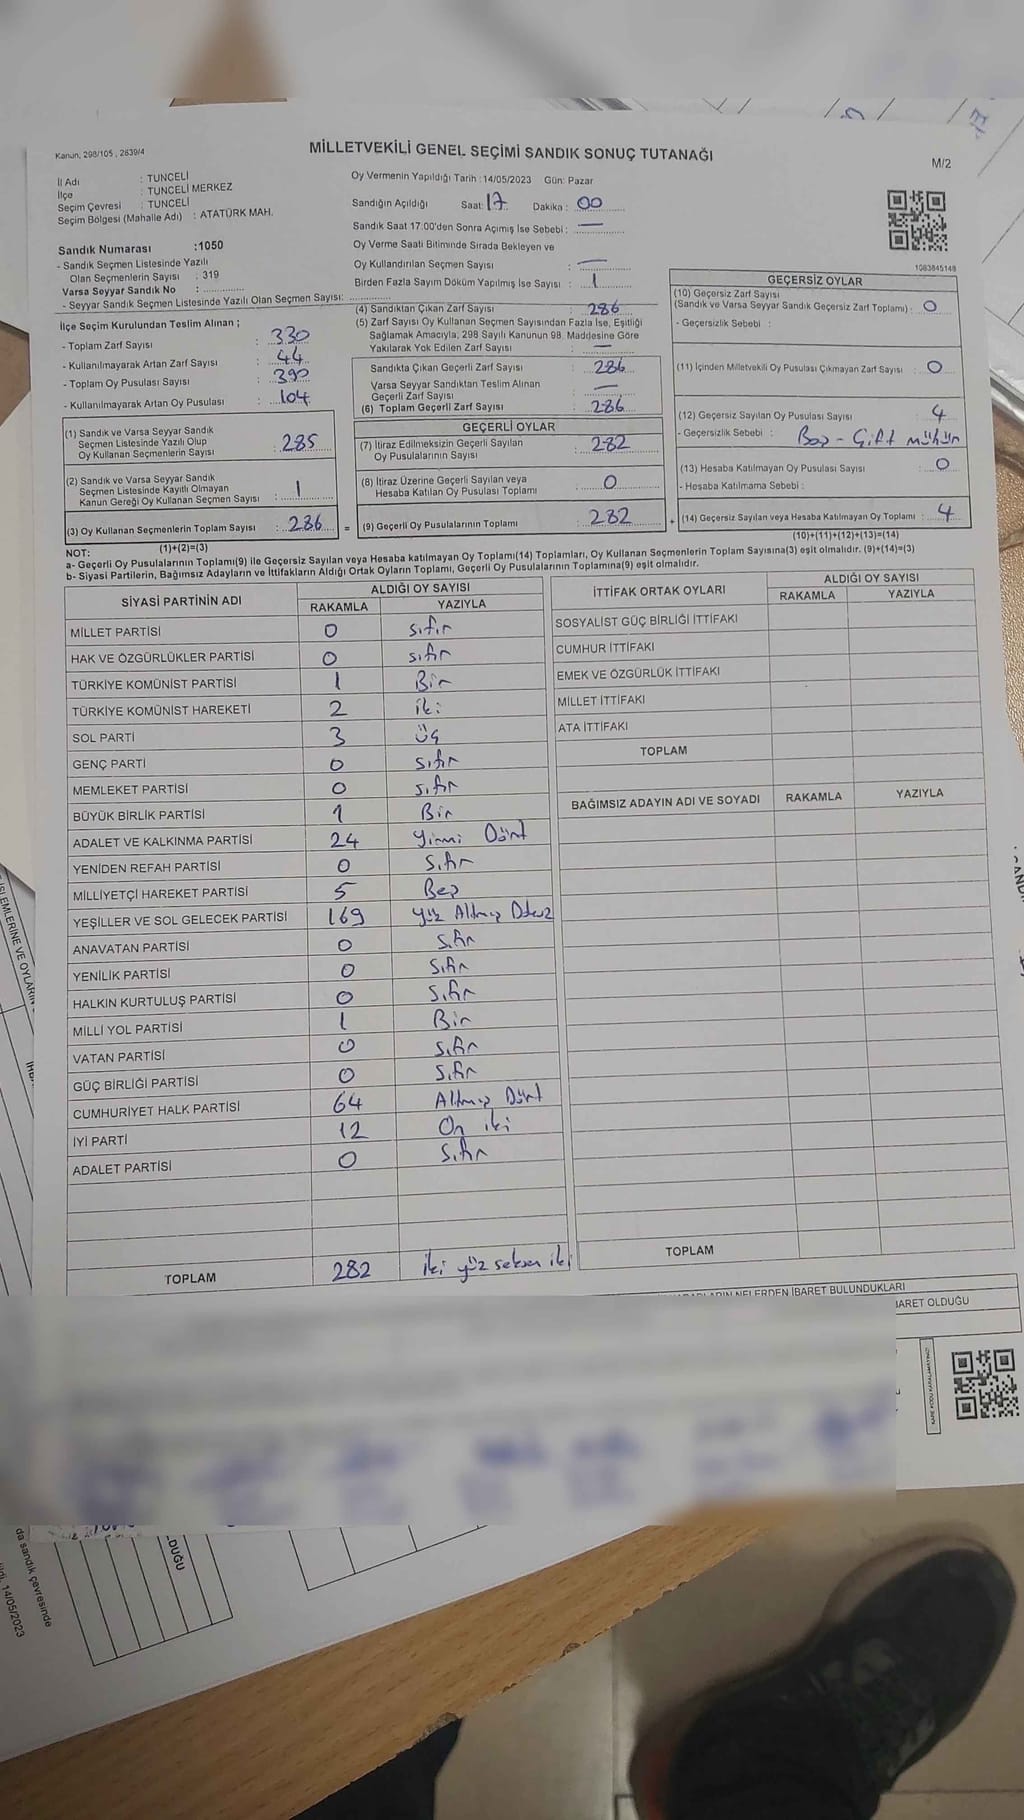 Kanun, 298/105, 2839/4
MİLLETVEKİLİ GENEL SEÇİMİ SANDIK SONUÇ TUTANAĞI
M/2
İl Adı : TUNCELİ
İlçe : TUNCELİ MERKEZ
Seçim Çevresi : TUNCELİ
Seçim Bölgesi (Mahalle Adı) : ATATÜRK MAH.
Sandık Numarası :1050
- Sandık Seçmen Listesinde Yazılı
Olan Seçmenlerin Sayısı : 319
Varsa Seyyar Sandık No :
- Seyyar Sandık Seçmen Listesinde Yazılı Olan Seçmen Sayısı:
Oy Vermenin Yapıldığı Tarih :14/05/2023 Gün: Pazar
Sandığın Açıldığı Saat: 17 Dakika : 00
Sandık Saat 17:00'den Sonra Açımış İse Sebebi : —
Oy Verme Saati Bitiminde Sırada Bekleyen ve
Oy Kullandırılan Seçmen Sayısı : —
Birden Fazla Sayım Döküm Yapılmış İse Sayısı : 1
1083845148
İlçe Seçim Kurulundan Teslim Alınan ;
- Toplam Zarf Sayısı : 330
- Kullanılmayarak Artan Zarf Sayısı : 44
- Toplam Oy Pusulası Sayısı : 390
- Kullanılmayarak Artan Oy Pusulası : 104
(4) Sandıktan Çıkan Zarf Sayısı : 286
(5) Zarf Sayısı Oy Kullanan Seçmen Sayısından Fazla İse, Eşitliği
Sağlamak Amacıyla; 298 Sayılı Kanunun 98. Maddesine Göre
Yakılarak Yok Edilen Zarf Sayısı : —
Sandıkta Çıkan Geçerli Zarf Sayısı : 286
Varsa Seyyar Sandıktan Teslim Alınan
Geçerli Zarf Sayısı : —
(6) Toplam Geçerli Zarf Sayısı : 286
GEÇERSİZ OYLAR
(10) Geçersiz Zarf Sayısı
(Sandık ve Varsa Seyyar Sandık Geçersiz Zarf Toplamı) : 0
- Geçersizlik Sebebi :
(11) İçinden Milletvekili Oy Pusulası Çıkmayan Zarf Sayısı : 0
(12) Geçersiz Sayılan Oy Pusulası Sayısı : 4
- Geçersizlik Sebebi : Boş - Çift mühür
(13) Hesaba Katılmayan Oy Pusulası Sayısı : 0
- Hesaba Katılmama Sebebi :
(14) Geçersiz Sayılan veya Hesaba Katılmayan Oy Toplamı : 4
(10)+(11)+(12)+(13)=(14)
(1) Sandık ve Varsa Seyyar Sandık
Seçmen Listesinde Yazılı Olup
Oy Kullanan Seçmenlerin Sayısı : 285
(2) Sandık ve Varsa Seyyar Sandık
Seçmen Listesinde Kayıtlı Olmayan
Kanun Gereği Oy Kullanan Seçmen Sayısı : 1
(3) Oy Kullanan Seçmenlerin Toplam Sayısı : 286 =
(1)+(2)=(3)
GEÇERLİ OYLAR
(7) İtiraz Edilmeksizin Geçerli Sayılan
Oy Pusulalarının Sayısı : 282
(8) İtiraz Üzerine Geçerli Sayılan veya
Hesaba Katılan Oy Pusulası Toplamı : 0
(9) Geçerli Oy Pusulalarının Toplamı : 282 +
NOT:
a- Geçerli Oy Pusulalarının Toplamı(9) ile Geçersiz Sayılan veya Hesaba katılmayan Oy Toplamı(14) Toplamları, Oy Kullanan Seçmenlerin Toplam Sayısına(3) eşit olmalıdır. (9)+(14)=(3)
b- Siyasi Partilerin, Bağımsız Adayların ve İttifakların Aldığı Ortak Oyların Toplamı, Geçerli Oy Pusulalarının Toplamına(9) eşit olmalıdır.
SİYASİ PARTİNİN ADI ALDIĞI OY SAYISI
RAKAMLA YAZIYLA
MİLLET PARTİSİ 0 sıfır
HAK VE ÖZGÜRLÜKLER PARTİSİ 0 sıfır
TÜRKİYE KOMÜNİST PARTİSİ 1 Bir
TÜRKİYE KOMÜNİST HAREKETİ 2 iki
SOL PARTİ 3 üç
GENÇ PARTİ 0 sıfır
MEMLEKET PARTİSİ 0 sıfır
BÜYÜK BİRLİK PARTİSİ 1 Bir
ADALET VE KALKINMA PARTİSİ 24 Yirmi Dört
YENİDEN REFAH PARTİSİ 0 Sıfır
MİLLİYETÇİ HAREKET PARTİSİ 5 Beş
YEŞİLLER VE SOL GELECEK PARTİSİ 169 Yüz Altmış Dokuz
ANAVATAN PARTİSİ 0 Sıfır
YENİLİK PARTİSİ 0 Sıfır
HALKIN KURTULUŞ PARTİSİ 0 Sıfır
MİLLİ YOL PARTİSİ 1 Bir
VATAN PARTİSİ 0 Sıfır
GÜÇ BİRLİĞİ PARTİSİ 0 Sıfır
CUMHURİYET HALK PARTİSİ 64 Altmış Dört
İYİ PARTİ 12 On iki
ADALET PARTİSİ 0 Sıfır
TOPLAM 282 iki yüz seksen iki
İTTİFAK ORTAK OYLARI ALDIĞI OY SAYISI
RAKAMLA YAZIYLA
SOSYALİST GÜÇ BİRLİĞİ İTTİFAKI
CUMHUR İTTİFAKI
EMEK VE ÖZGÜRLÜK İTTİFAKI
MİLLET İTTİFAKI
ATA İTTİFAKI
TOPLAM
BAĞIMSIZ ADAYIN ADI VE SOYADI RAKAMLA YAZIYLA
TOPLAM
NELERDEN İBARET BULUNDUKLARI
İBARET OLDUĞU
da sandık çevresinde
14/05/2023